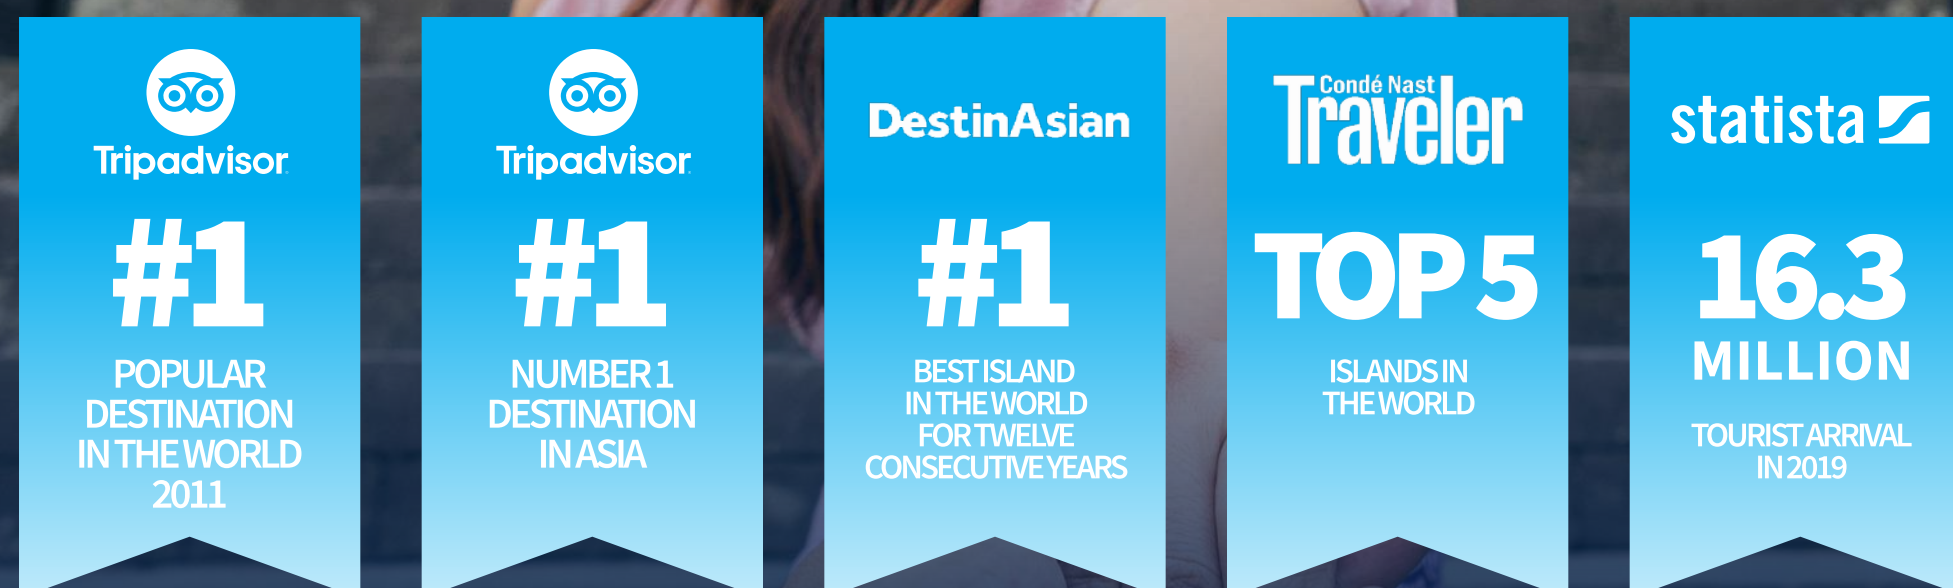 Tripadvisor
#1
POPULAR
DESTINATION
IN THE WORLD
2011
Tripadvisor
#1
NUMBER 1
DESTINATION
IN ASIA
DestinAsian
#1
BEST ISLAND
IN THE WORLD
FOR TWELVE
CONSECUTIVE YEARS
Condé Nast
Traveler
TOP 5
ISLANDS IN
THE WORLD
statista
16.3
MILLION
TOURIST ARRIVAL
IN 2019